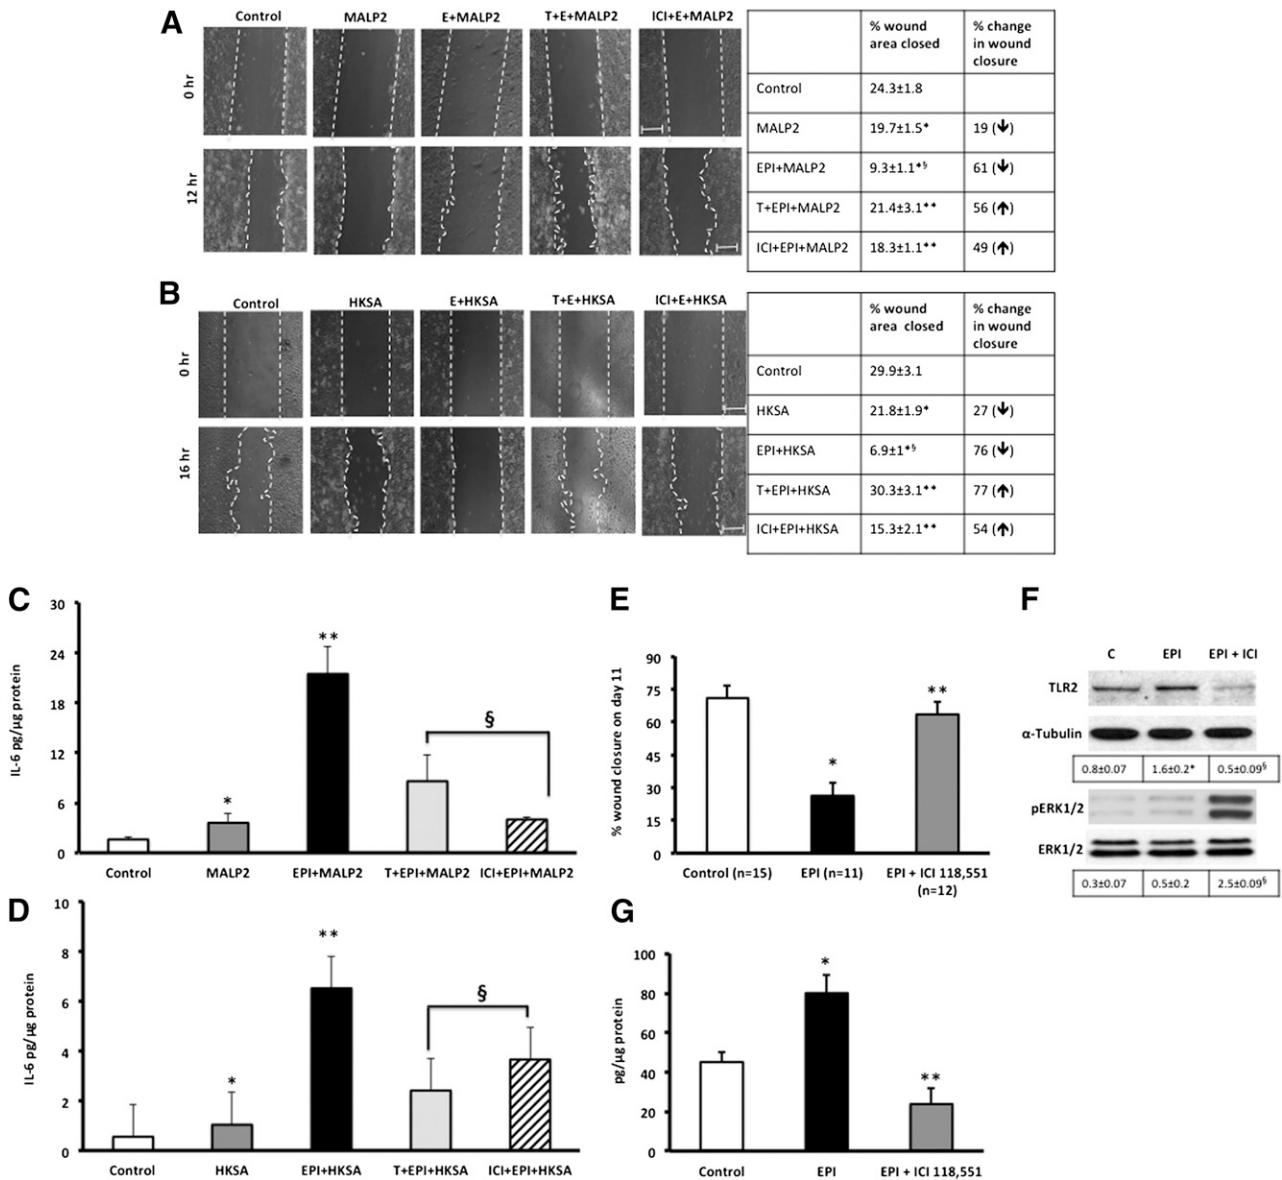 A
Control MALP2 E+MALP2 T+E+MALP2 ICI+E+MALP2
0 hr
12 hr
% wound area closed
% change in wound closure
Control 24.3±1.8
MALP2 19.7±1.5* 19 (↓)
EPI+MALP2 9.3±1.1*§ 61 (↓)
T+EPI+MALP2 21.4±3.1** 56 (↑)
ICI+EPI+MALP2 18.3±1.1** 49 (↑)
B
Control HKSA E+HKSA T+E+HKSA ICI+E+HKSA
0 hr
16 hr
% wound area closed
% change in wound closure
Control 29.9±3.1
HKSA 21.8±1.9* 27 (↓)
EPI+HKSA 6.9±1*§ 76 (↓)
T+EPI+HKSA 30.3±3.1** 77 (↑)
ICI+EPI+HKSA 15.3±2.1** 54 (↑)
C
IL-6 pg/µg protein
30
24
18
12
6
0
*
**
§
Control MALP2 EPI+MALP2 T+EPI+MALP2 ICI+EPI+MALP2
D
IL-6 pg/µg protein
10
8
6
4
2
0
*
**
§
Control HKSA EPI+HKSA T+EPI+HKSA ICI+EPI+HKSA
E
% wound closure on day 11
90
75
60
45
30
15
0
*
**
Control (n=15) EPI (n=11) EPI + ICI 118,551
(n=12)
F
C EPI EPI + ICI
TLR2
α-Tubulin
0.8±0.07 1.6±0.2* 0.5±0.09§
pERK1/2
ERK1/2
0.3±0.07 0.5±0.2 2.5±0.09§
G
pg/µg protein
100
80
60
40
20
0
*
**
Control EPI EPI + ICI 118,551